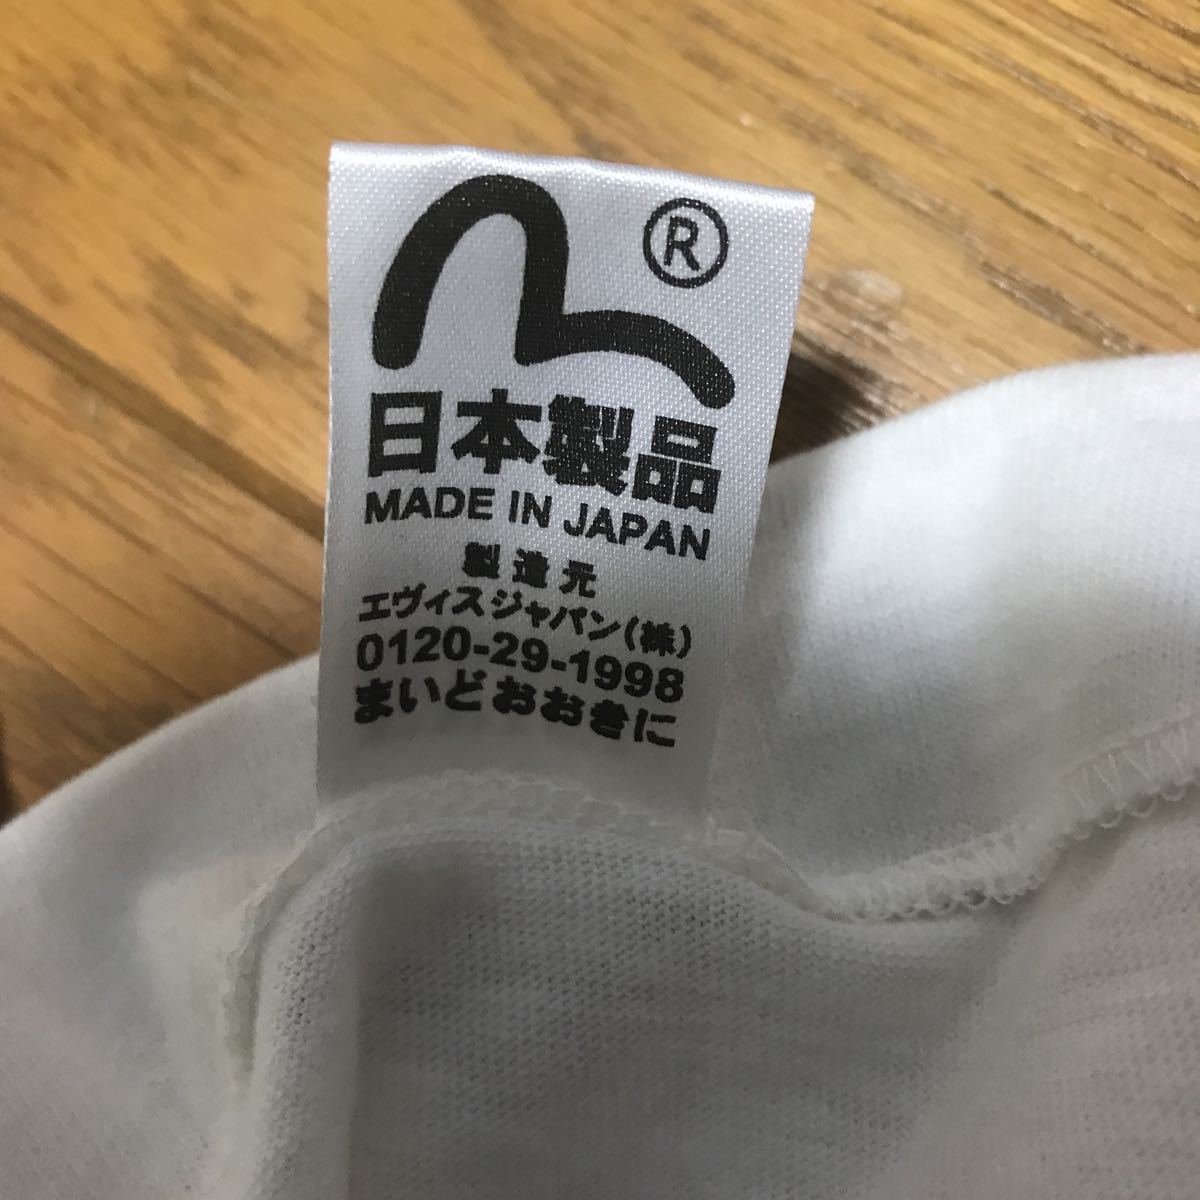 ®
日本製品
MADE IN JAPAN
製造元
エヴィスジャパン(株)
0120-29-1998
まいどおおきに